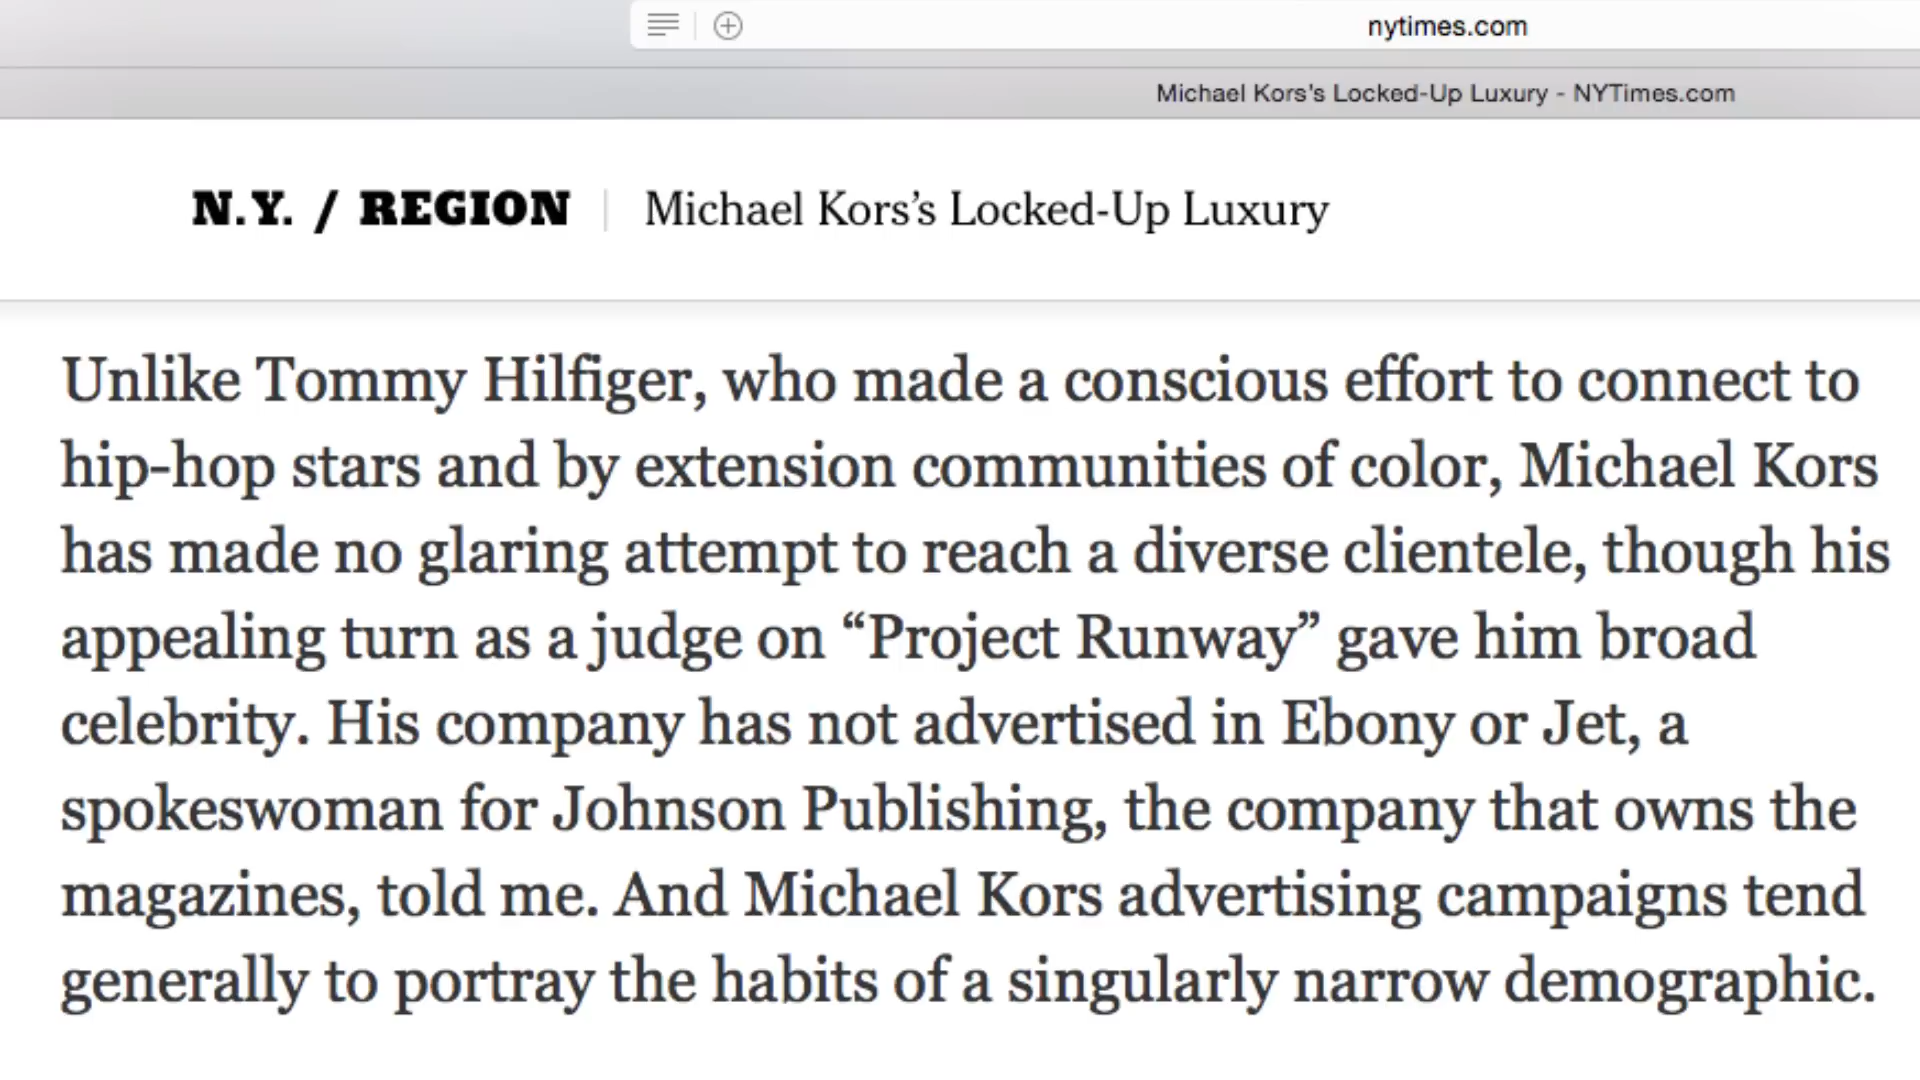 nytimes.com
Michael Kors's Locked-Up Luxury - NYTimes.com
N.Y. / REGION | Michael Kors’s Locked-Up Luxury
Unlike Tommy Hilfiger, who made a conscious effort to connect to
hip-hop stars and by extension communities of color, Michael Kors
has made no glaring attempt to reach a diverse clientele, though his
appealing turn as a judge on “Project Runway” gave him broad
celebrity. His company has not advertised in Ebony or Jet, a
spokeswoman for Johnson Publishing, the company that owns the
magazines, told me. And Michael Kors advertising campaigns tend
generally to portray the habits of a singularly narrow demographic.